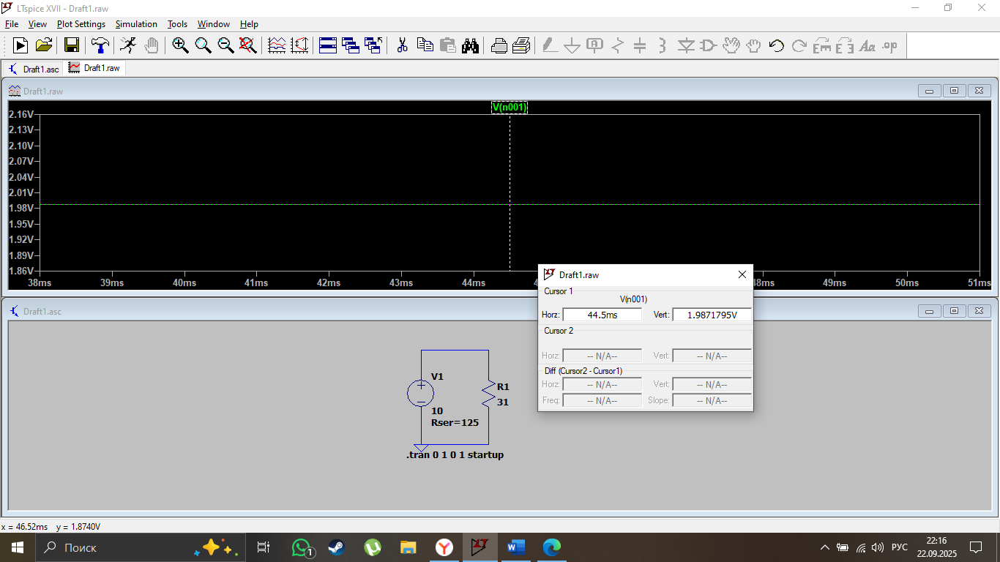 LTspice XVII - Draft1.raw
File View Plot Settings Simulation Tools Window Help
Draft1.asc Draft1.raw
Draft1.raw
V(n001)
2.16V
2.13V
2.10V
2.07V
2.04V
2.01V
1.98V
1.95V
1.92V
1.89V
1.86V
38ms 39ms 40ms 41ms 42ms 43ms 44ms 48ms 49ms 50ms 51ms
Draft1.raw
Cursor 1
V(n001)
Horz: 44.5ms Vert: 1.9871795V
Cursor 2
Horz: -- N/A-- Vert: -- N/A--
Diff (Cursor2 - Cursor1)
Horz: -- N/A-- Vert: -- N/A--
Freq: -- N/A-- Slope: -- N/A--
Draft1.asc
V1
R1
31
10
Rser=125
.tran 0 1 0 1 startup
x = 46.52ms y = 1.8740V
Поиск
1
РУС
22:16
22.09.2025